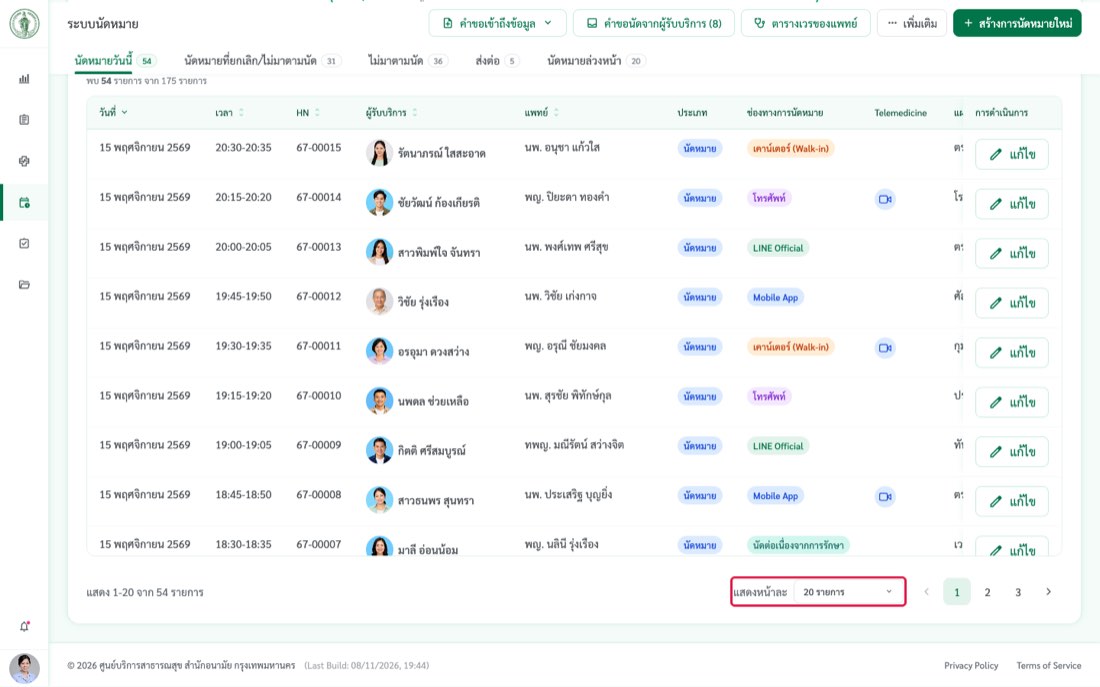 ระบบนัดหมาย
คำขอเข้าถึงข้อมูล
คำขอนัดจากผู้รับบริการ (8)
ตารางเวรของแพทย์
เพิ่มเติม
+ สร้างการนัดหมายใหม่
นัดหมายวันนี้ 54
นัดหมายที่ยกเลิก/ไม่มาตามนัด 31
ไม่มาตามนัด 36
ส่งต่อ 5
นัดหมายล่วงหน้า 20
พบ 54 รายการ จาก 175 รายการ
วันที่ เวลา HN ผู้รับบริการ แพทย์ ประเภท ช่องทางการนัดหมาย Telemedicine การดำเนินการ
15 พฤศจิกายน 2569 20:30-20:35 67-00015 รัตนาภรณ์ ใสสะอาด นพ. อนุชา แก้วใส นัดหมาย เคาน์เตอร์ (Walk-in) แก้ไข
15 พฤศจิกายน 2569 20:15-20:20 67-00014 ชัยวัฒน์ ก้องเกียรติ พญ. ปิยะดา ทองคำ นัดหมาย โทรศัพท์ แก้ไข
15 พฤศจิกายน 2569 20:00-20:05 67-00013 สาวพิมพ์ใจ จันทรา นพ. พงศ์เทพ ศรีสุข นัดหมาย LINE Official แก้ไข
15 พฤศจิกายน 2569 19:45-19:50 67-00012 วิชัย รุ่งเรือง นพ. วิชัย เก่งกาจ นัดหมาย Mobile App แก้ไข
15 พฤศจิกายน 2569 19:30-19:35 67-00011 อรอุมา ดวงสว่าง พญ. อรุณี ชัยมงคล นัดหมาย เคาน์เตอร์ (Walk-in) แก้ไข
15 พฤศจิกายน 2569 19:15-19:20 67-00010 นพดล ช่วยเหลือ นพ. สุรชัย พิทักษ์กุล นัดหมาย โทรศัพท์ แก้ไข
15 พฤศจิกายน 2569 19:00-19:05 67-00009 กิตติ ศรีสมบูรณ์ ทพญ. มณีรัตน์ สว่างจิต นัดหมาย LINE Official แก้ไข
15 พฤศจิกายน 2569 18:45-18:50 67-00008 สาวธนพร สุนทรา นพ. ประเสริฐ บุญยิ่ง นัดหมาย Mobile App แก้ไข
15 พฤศจิกายน 2569 18:30-18:35 67-00007 มาลี อ่อนน้อม พญ. นลินี รุ่งเรือง นัดหมาย นัดต่อเนื่องจากการรักษา แก้ไข
แสดง 1-20 จาก 54 รายการ
แสดงหน้าละ 20 รายการ
1 2 3
© 2026 ศูนย์บริการสาธารณสุข สำนักอนามัย กรุงเทพมหานคร (Last Build: 08/11/2026, 19:44)
Privacy Policy Terms of Service